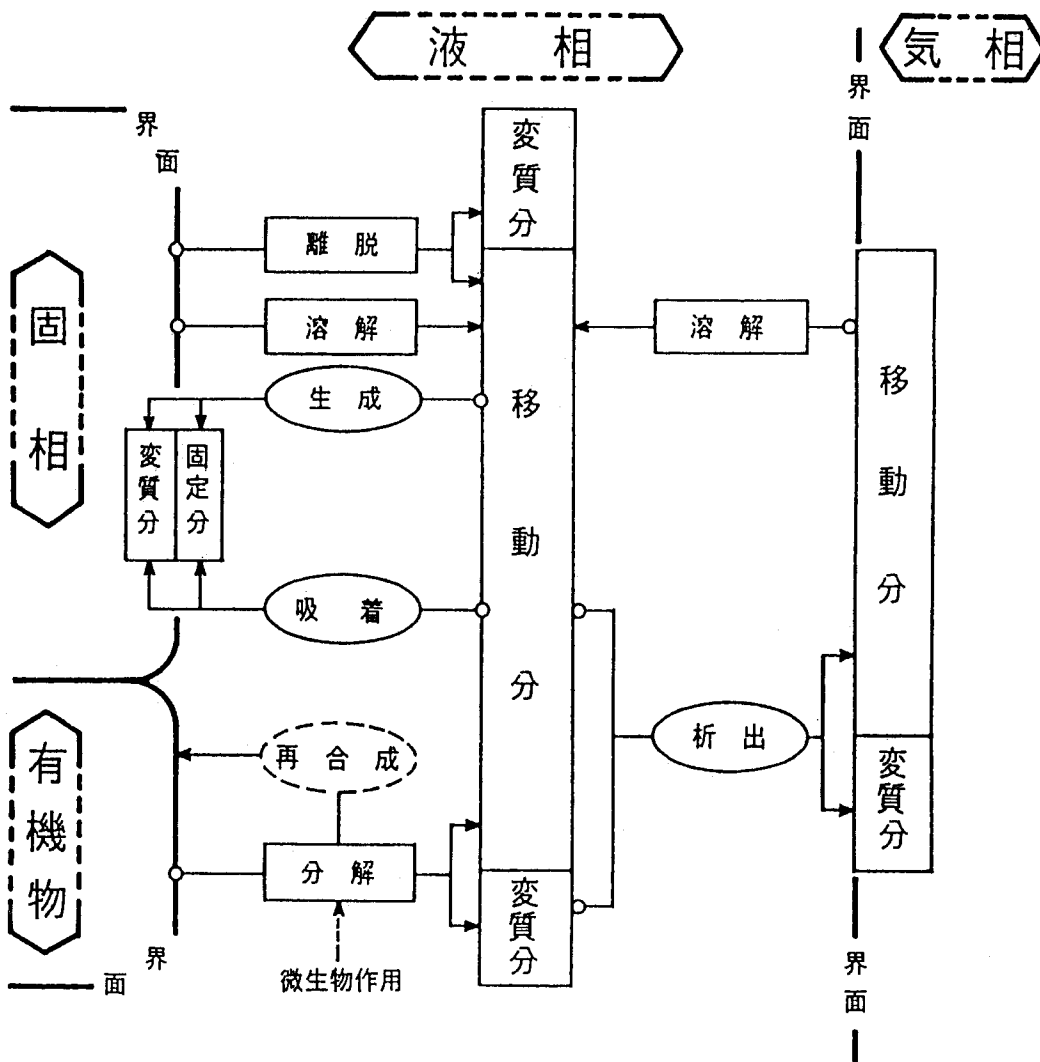 液相
気相
界面
界面
変質分
離脱
固相
溶解
溶解
移動分
移動分
生成
変質分
固定分
吸着
析出
再合成
有機物
変質分
分解
変質分
界面
微生物作用
界面